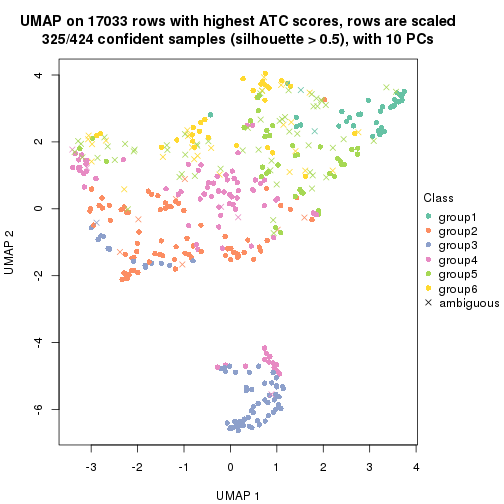 UMAP on 17033 rows with highest ATC scores, rows are scaled
325/424 confident samples (silhouette > 0.5), with 10 PCs
4
2
0
-2
-4
-6
UMAP 2
-3
-2
-1
0
1
2
3
4
UMAP 1
Class
group1
group2
group3
group4
group5
group6
ambiguous